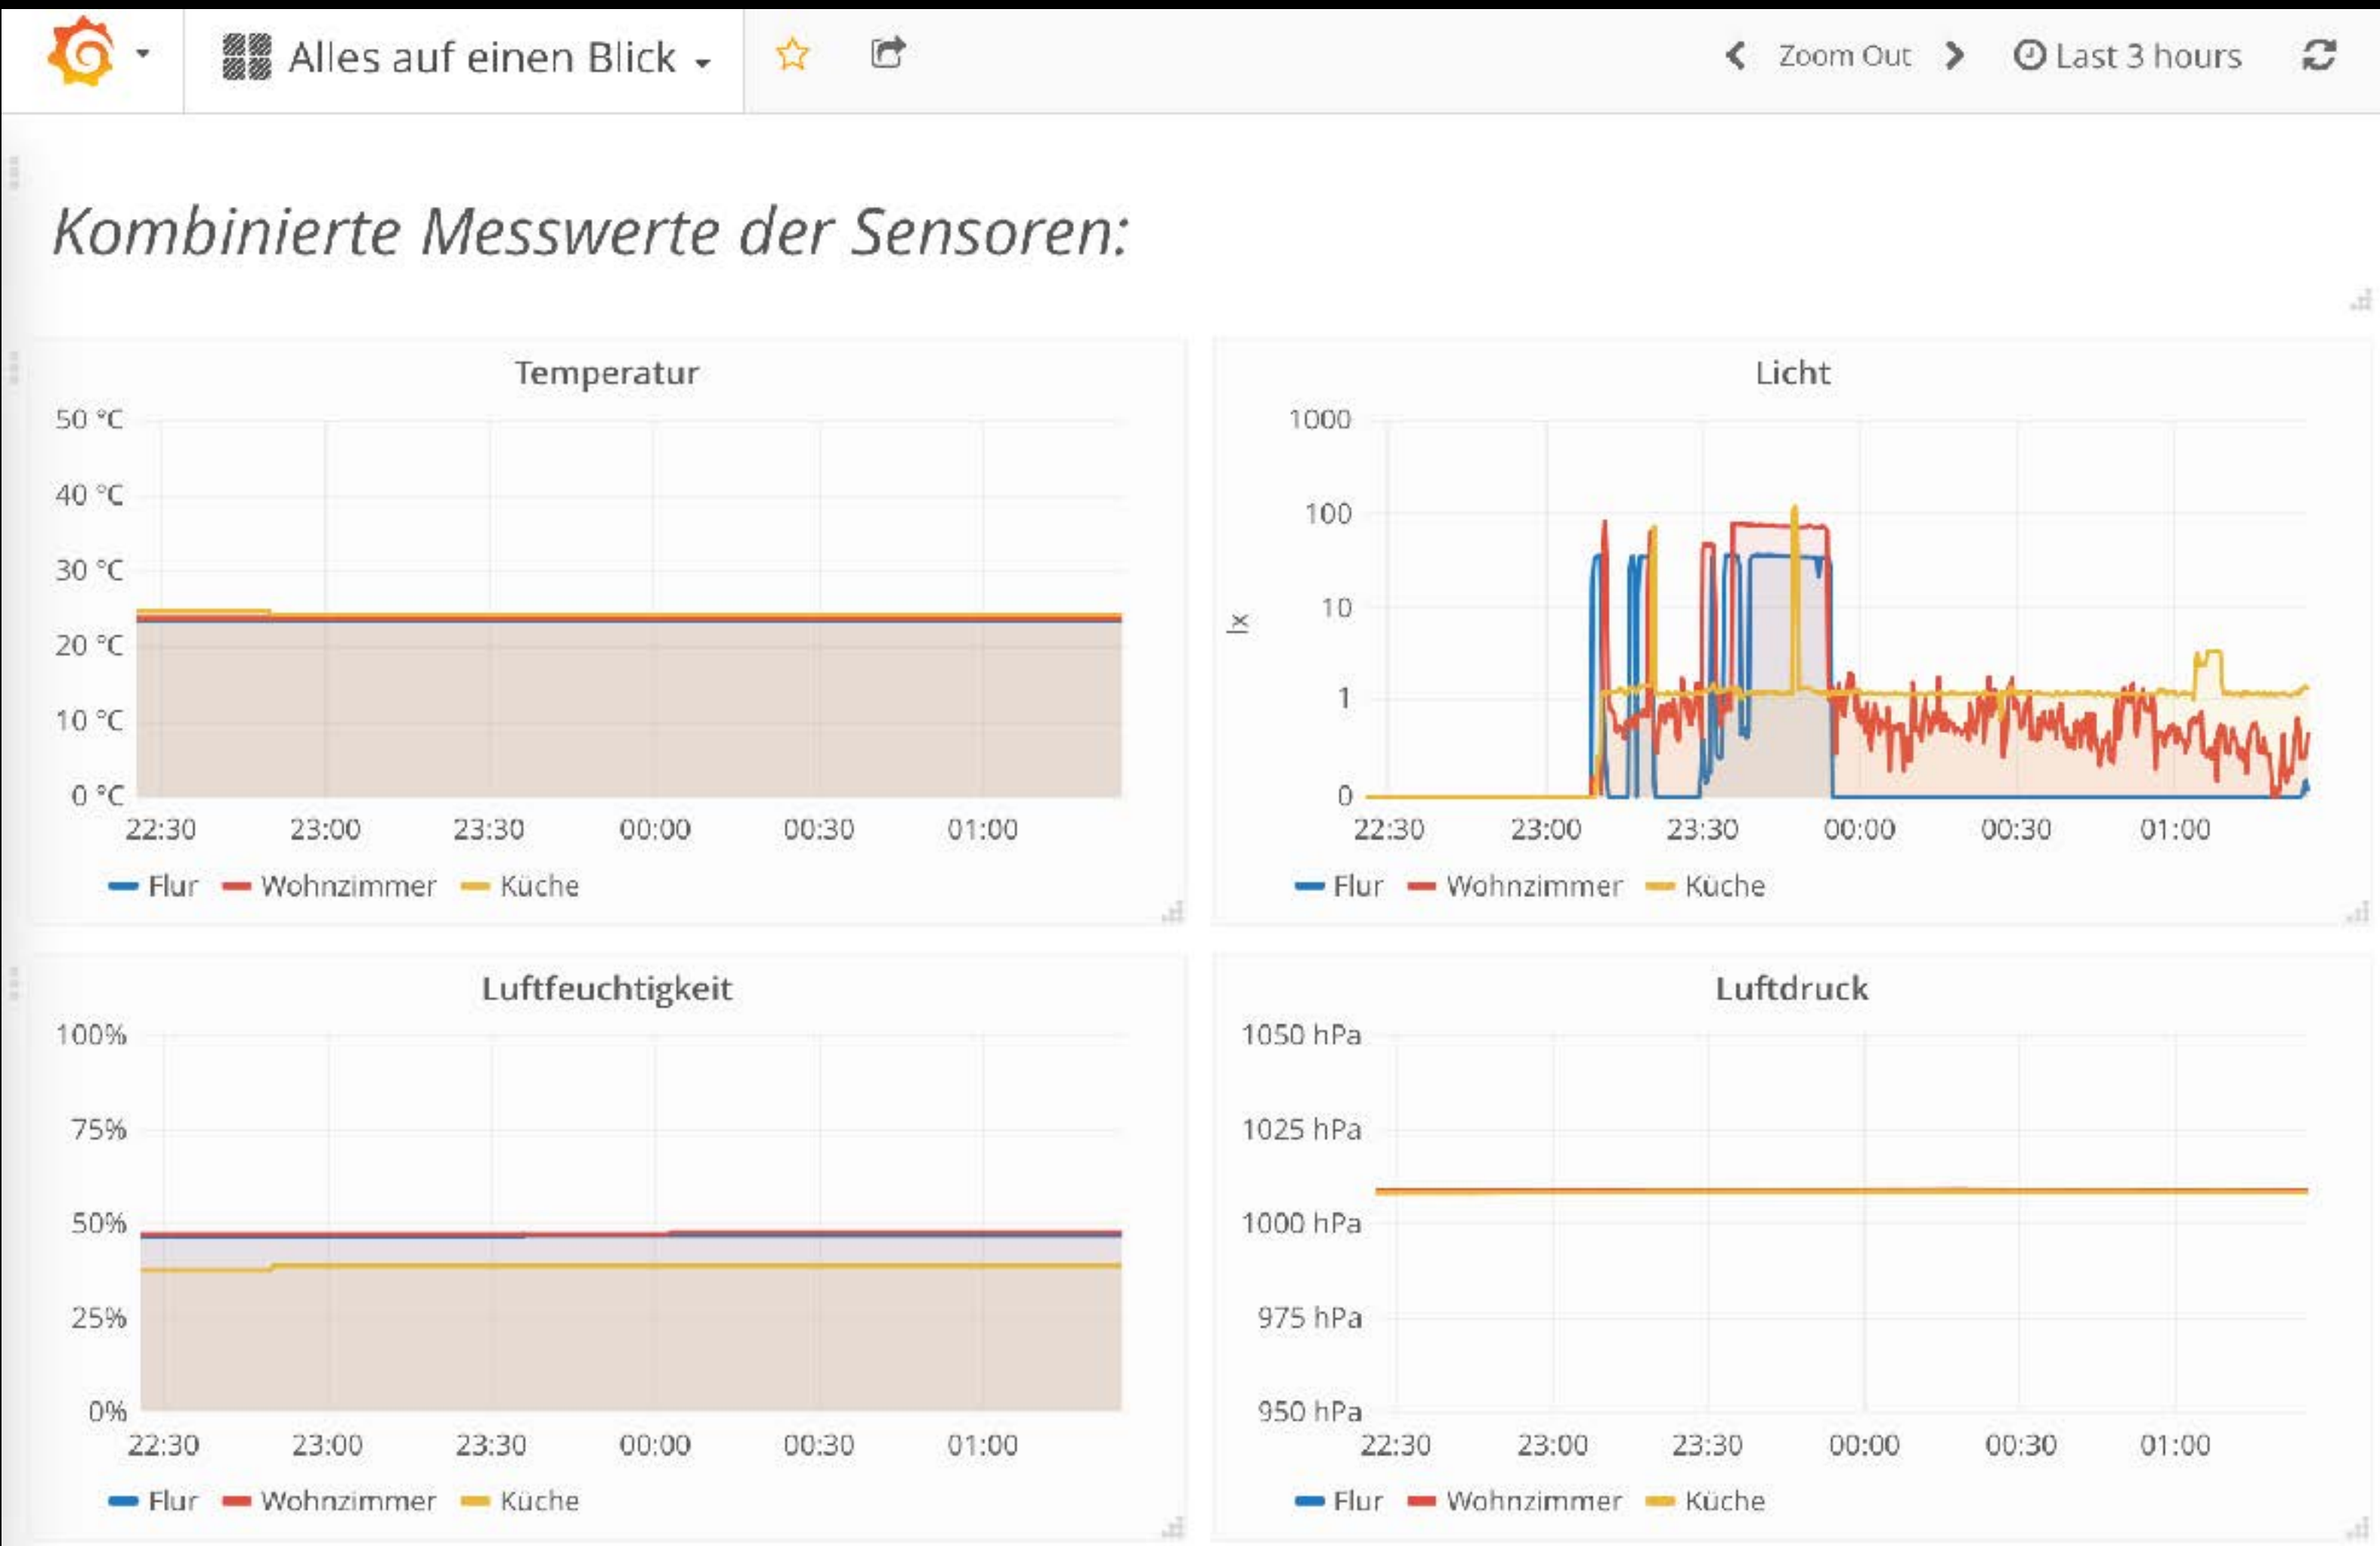 Alles auf einen Blick
Zoom Out
Last 3 hours
Kombinierte Messwerte der Sensoren:
Temperatur
50 °C
40 °C
30 °C
20 °C
10 °C
0 °C
22:30 23:00 23:30 00:00 00:30 01:00
Flur Wohnzimmer Küche
Licht
1000
100
10
1
0
lx
22:30 23:00 23:30 00:00 00:30 01:00
Flur Wohnzimmer Küche
Luftfeuchtigkeit
100%
75%
50%
25%
0%
22:30 23:00 23:30 00:00 00:30 01:00
Flur Wohnzimmer Küche
Luftdruck
1050 hPa
1025 hPa
1000 hPa
975 hPa
950 hPa
22:30 23:00 23:30 00:00 00:30 01:00
Flur Wohnzimmer Küche